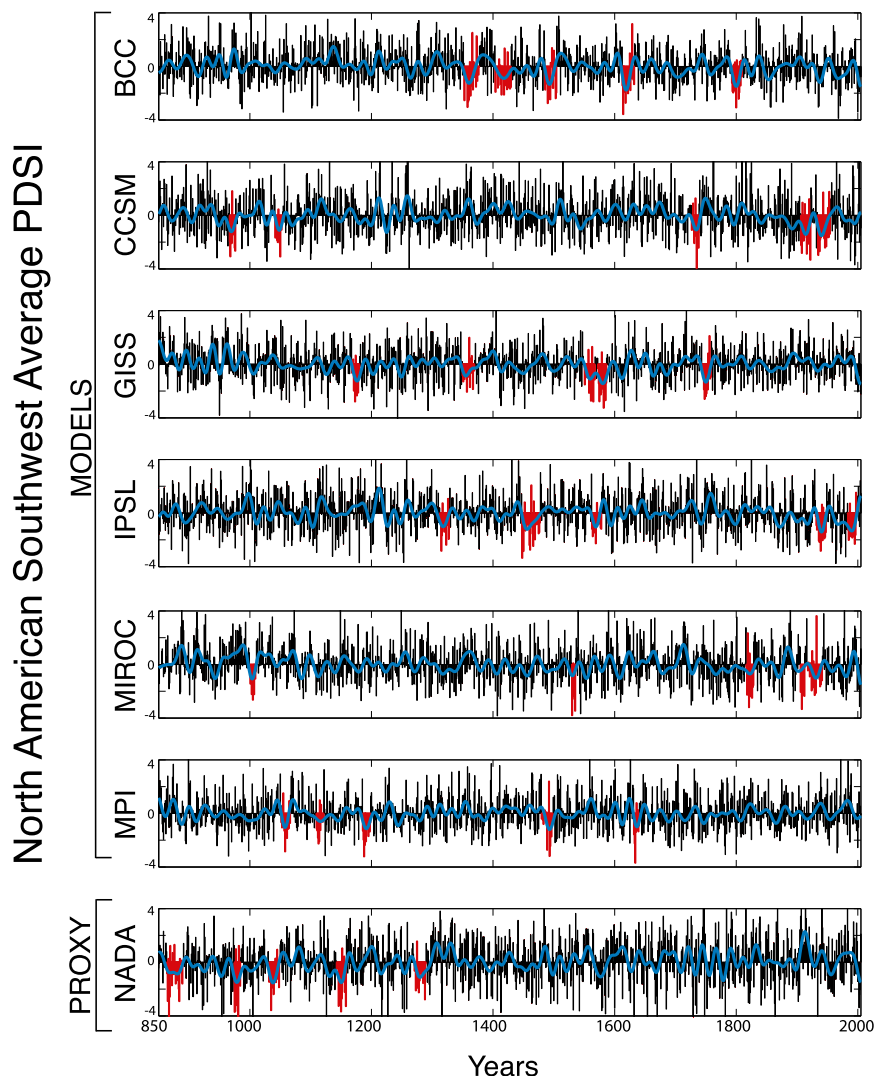 North American Southwest Average PDSI
MODELS
BCC
4
0
-4
CCSM
4
0
-4
GISS
4
0
-4
IPSL
4
0
-4
MIROC
4
0
-4
MPI
4
0
-4
PROXY
NADA
4
0
-4
850 1000 1200 1400 1600 1800 2000
Years